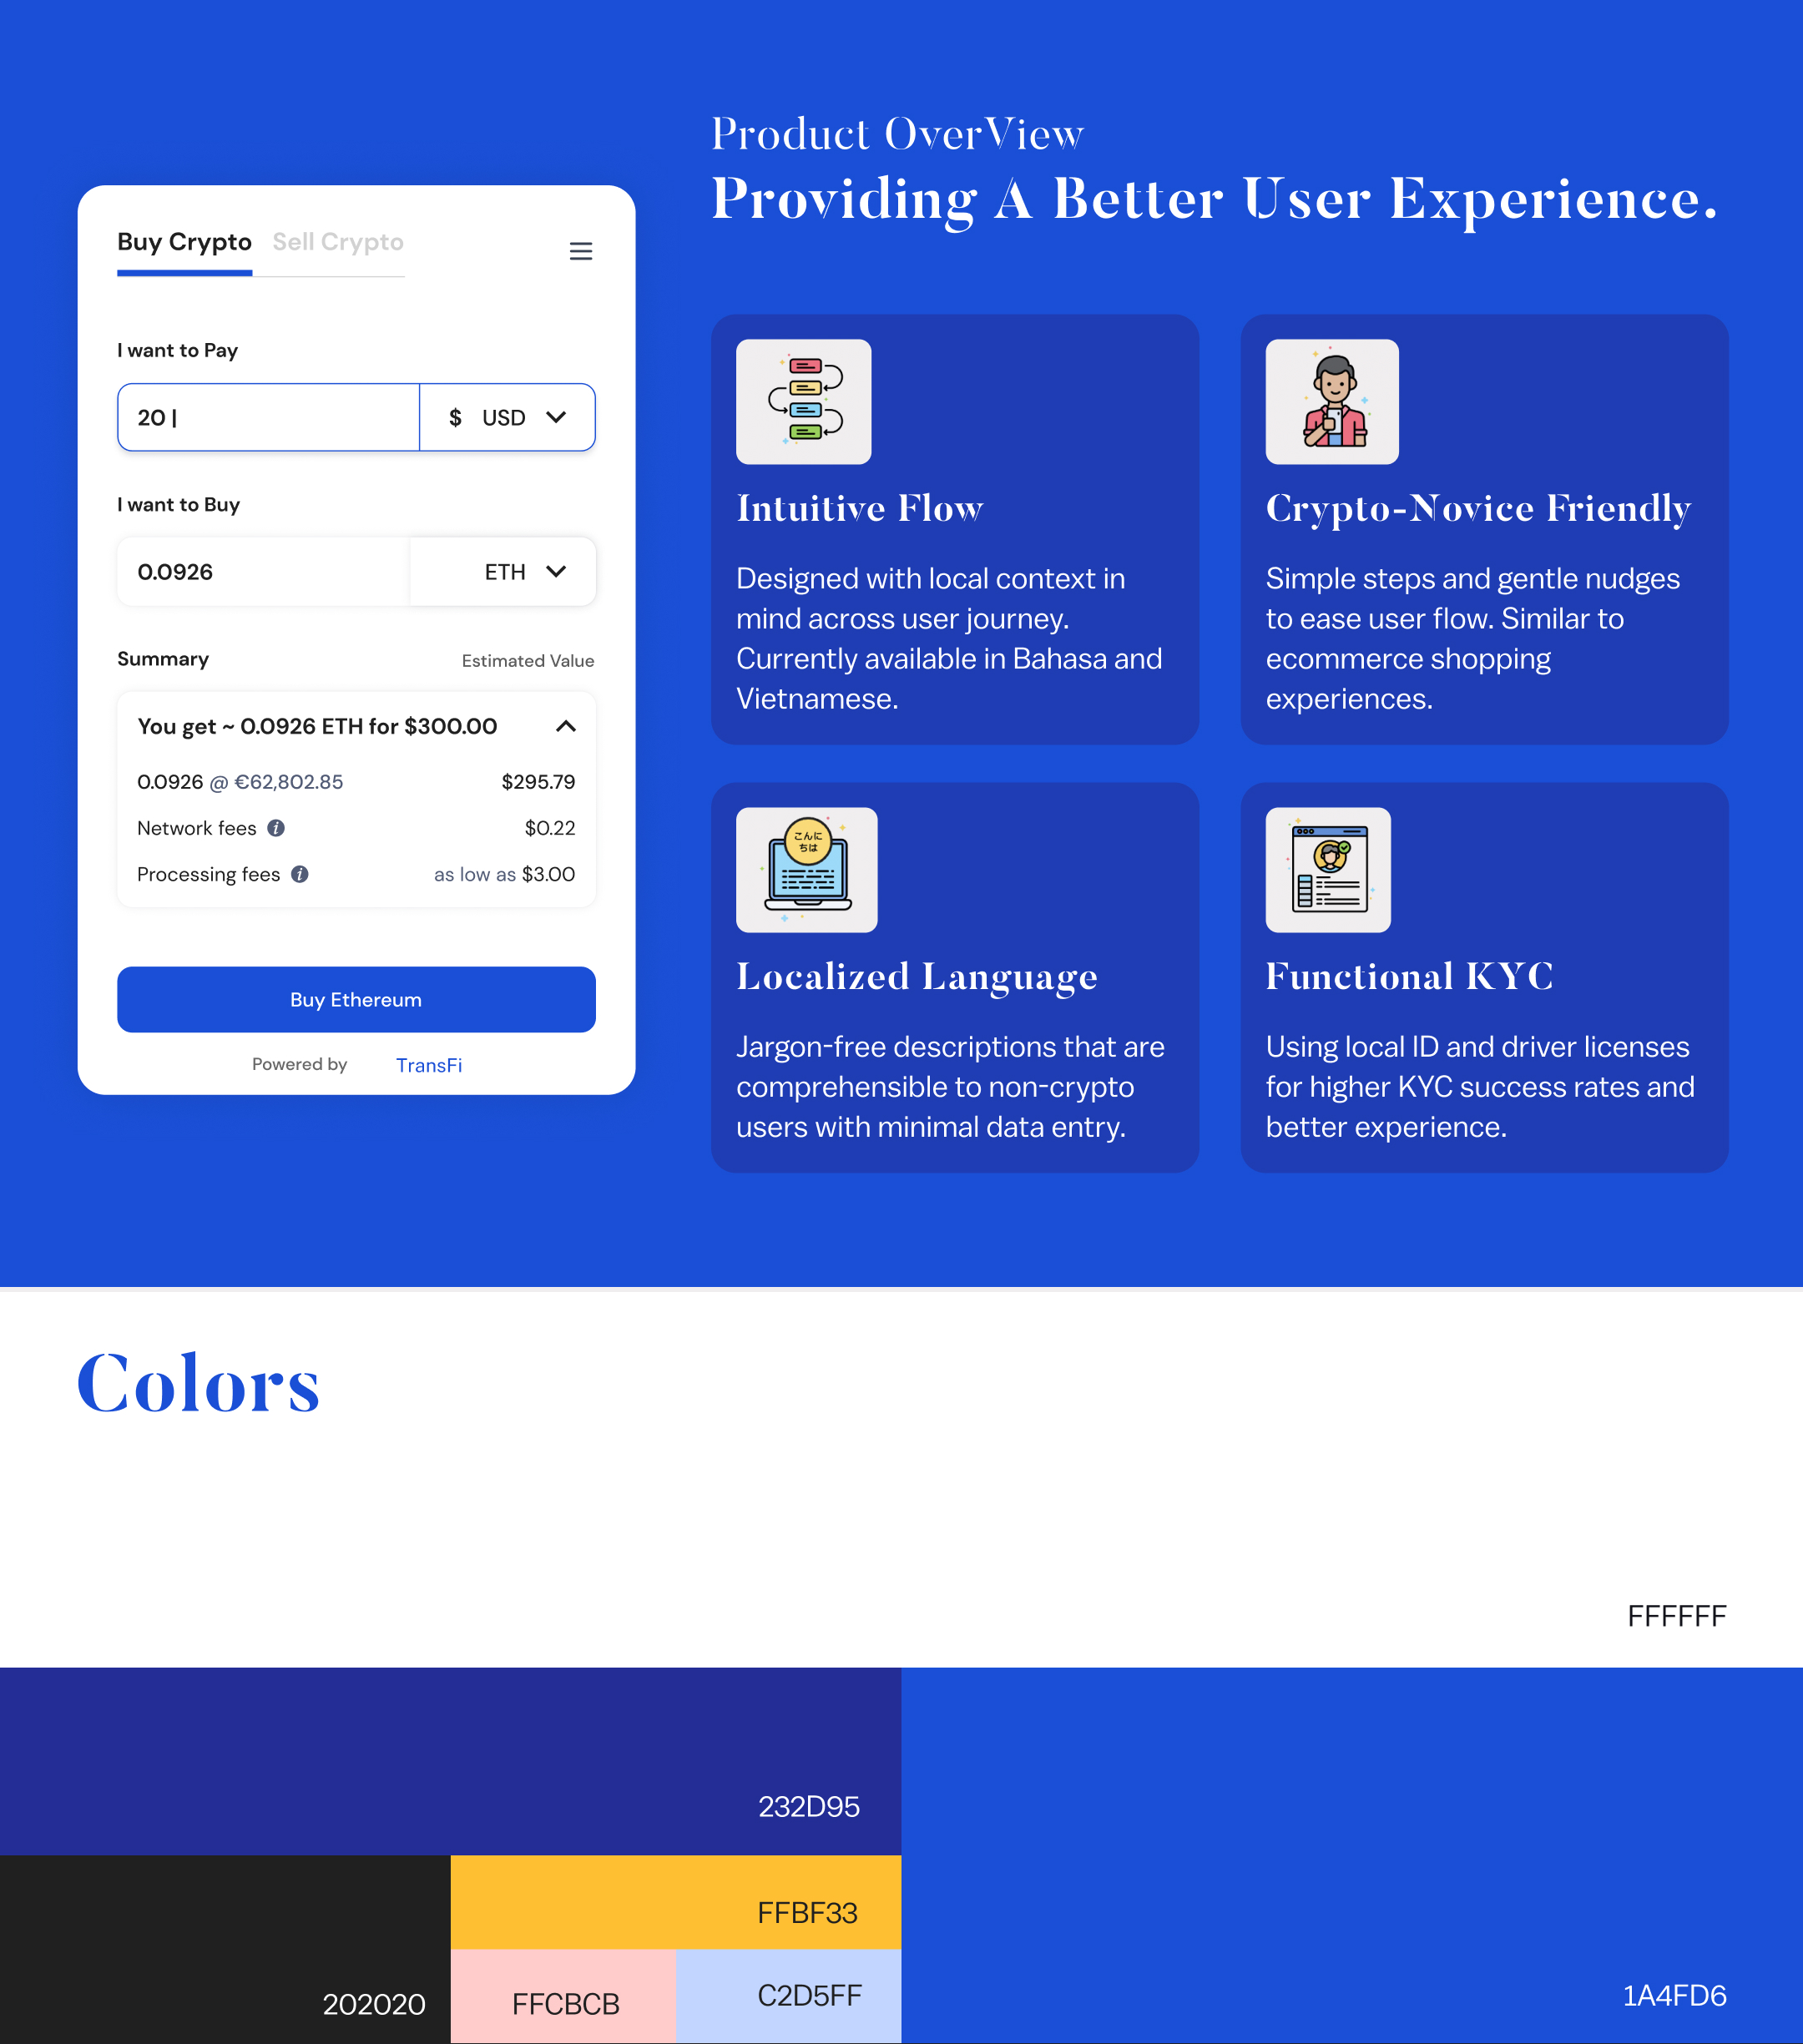 Product OverView
Providing A Better User Experience.
Buy Crypto Sell Crypto
I want to Pay
20 | $ USD
I want to Buy
0.0926 ETH
Summary Estimated Value
You get ~ 0.0926 ETH for $300.00
0.0926 @ €62,802.85 $295.79
Network fees i $0.22
Processing fees i as low as $3.00
Buy Ethereum
Powered by TransFi
Intuitive Flow
Designed with local context in
mind across user journey.
Currently available in Bahasa and
Vietnamese.
Crypto-Novice Friendly
Simple steps and gentle nudges
to ease user flow. Similar to
ecommerce shopping
experiences.
こんに
ちは
Localized Language
Jargon-free descriptions that are
comprehensible to non-crypto
users with minimal data entry.
Functional KYC
Using local ID and driver licenses
for higher KYC success rates and
better experience.
Colors
FFFFFF
232D95
FFBF33
202020
FFCBCB
C2D5FF
1A4FD6